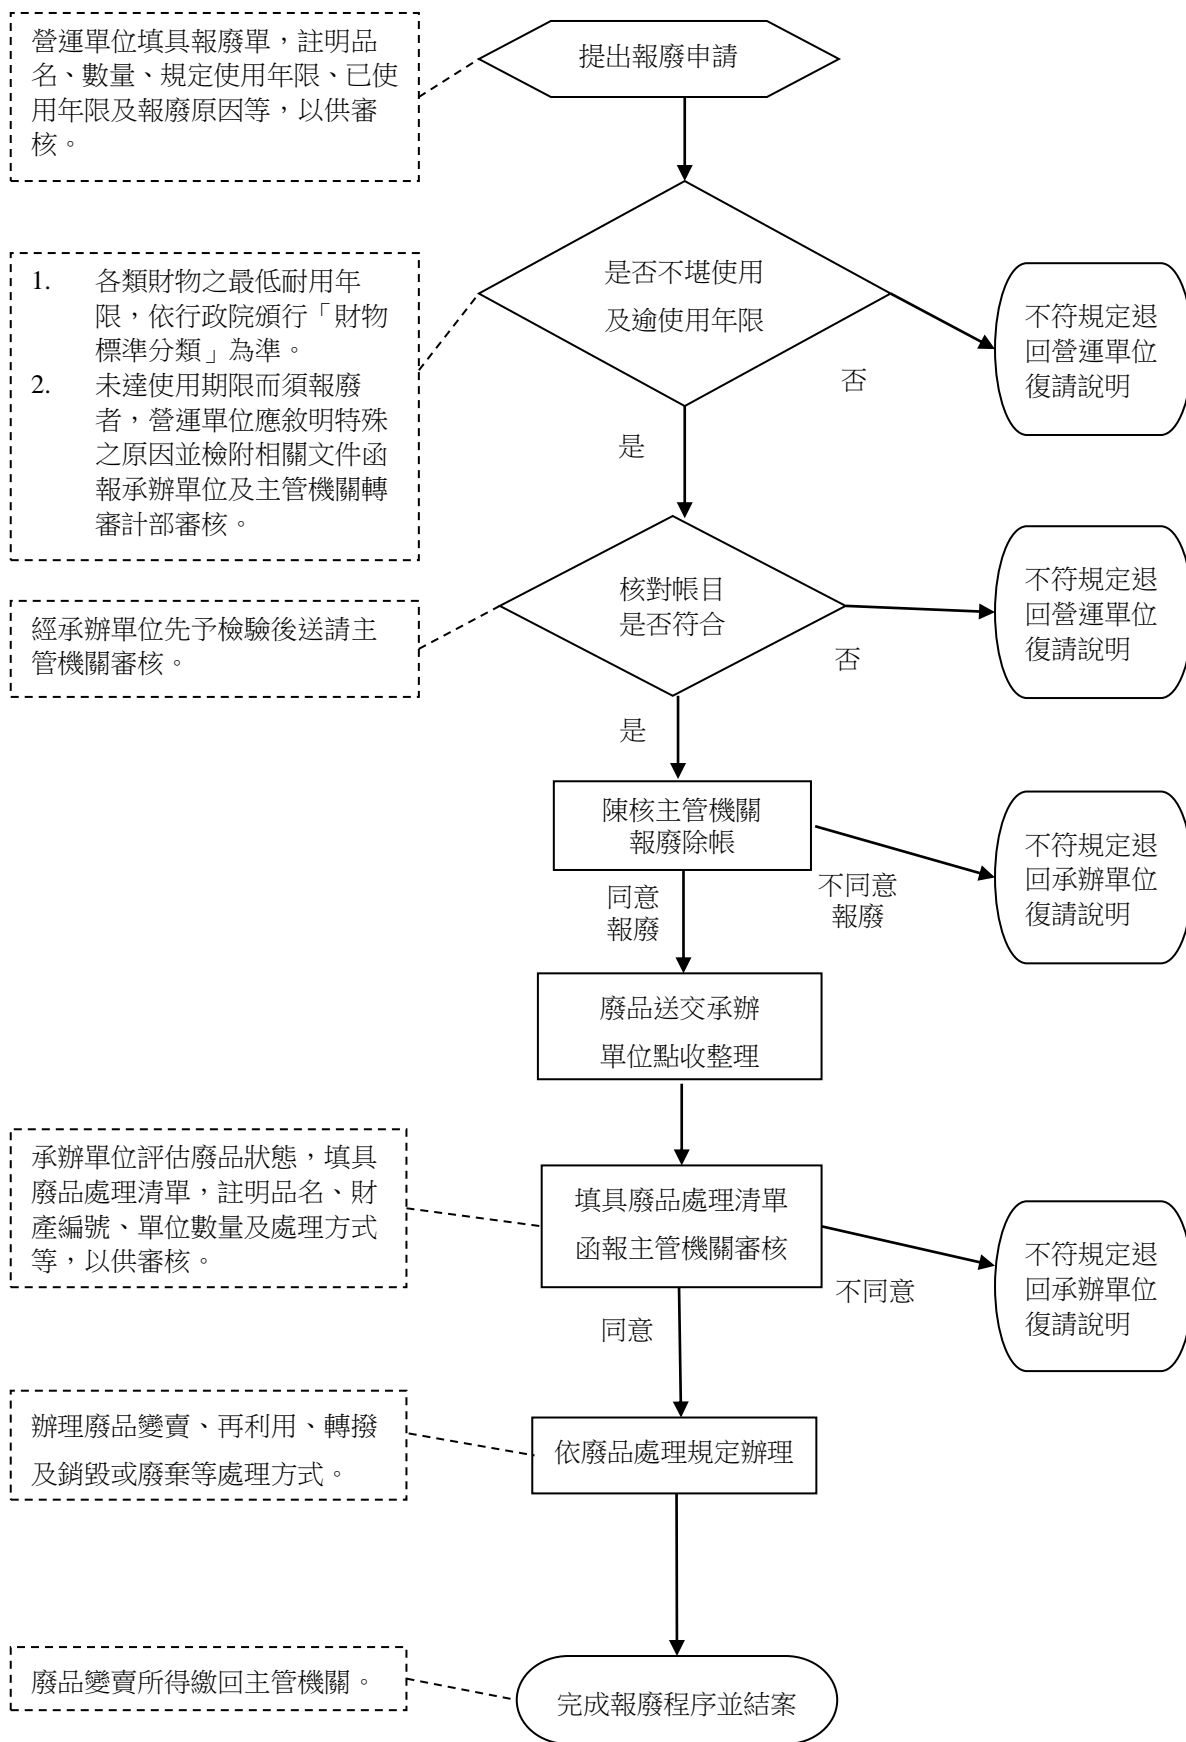 營運單位填具報廢單，註明品
名、數量、規定使用年限、已使
用年限及報廢原因等，以供審
核。
提出報廢申請
1. 各類財物之最低耐用年
限，依行政院頒行「財物
標準分類」為準。
2. 未達使用期限而須報廢
者，營運單位應敘明特殊
之原因並檢附相關文件函
報承辦單位及主管機關轉
審計部審核。
是否不堪使用
及逾使用年限
否
不符規定退
回營運單位
復請說明
是
經承辦單位先予檢驗後送請主
管機關審核。
核對帳目
是否符合
否
不符規定退
回營運單位
復請說明
是
陳核主管機關
報廢除帳
不同意
報廢
不符規定退
回承辦單位
復請說明
同意
報廢
廢品送交承辦
單位點收整理
承辦單位評估廢品狀態，填具
廢品處理清單，註明品名、財
產編號、單位數量及處理方式
等，以供審核。
填具廢品處理清單
函報主管機關審核
不同意
不符規定退
回承辦單位
復請說明
同意
辦理廢品變賣、再利用、轉撥
及銷毀或廢棄等處理方式。
依廢品處理規定辦理
廢品變賣所得繳回主管機關。
完成報廢程序並結案